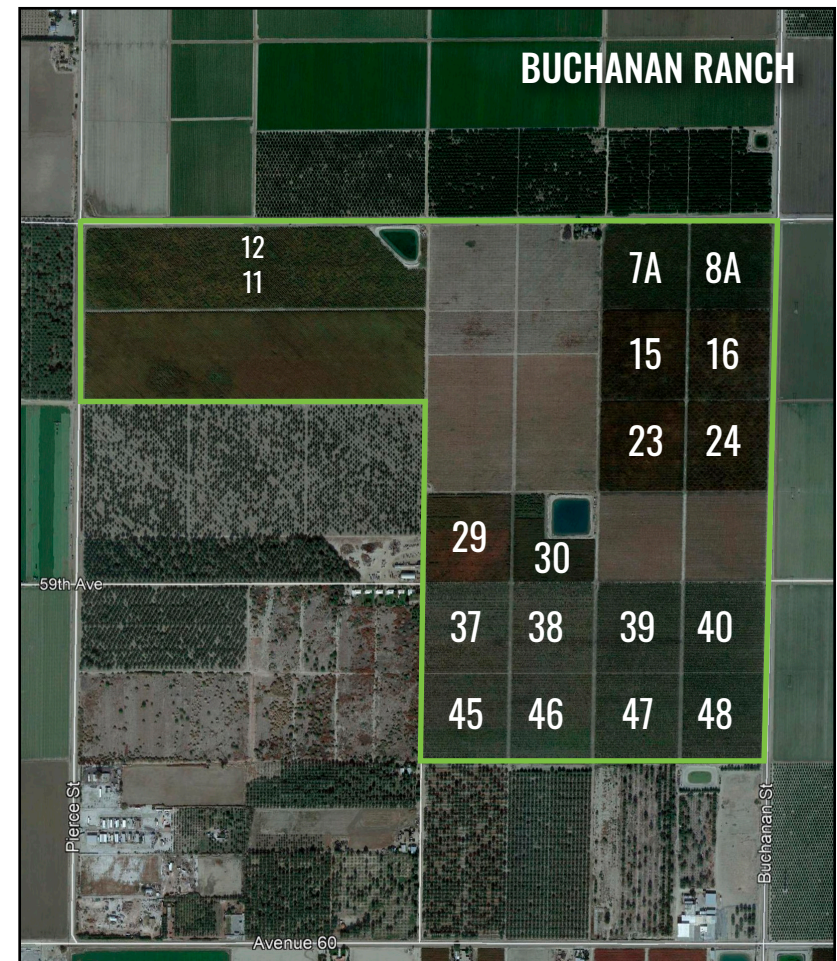 BUCHANAN RANCH
12
11
7A 8A
15 16
23 24
29
30
59th Ave
37 38 39 40
45 46 47 48
Pierce St
Buchanan St
Avenue 60